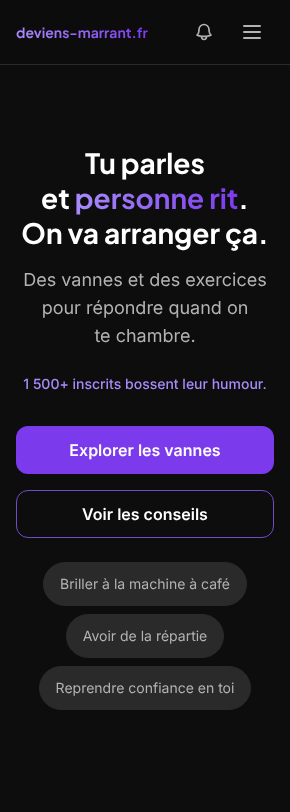 deviens-marrant.fr
Tu parles
et personne rit.
On va arranger ça.
Des vannes et des exercices
pour répondre quand on
te chambre.
1 500+ inscrits bossent leur humour.
Explorer les vannes
Voir les conseils
Briller à la machine à café
Avoir de la répartie
Reprendre confiance en toi